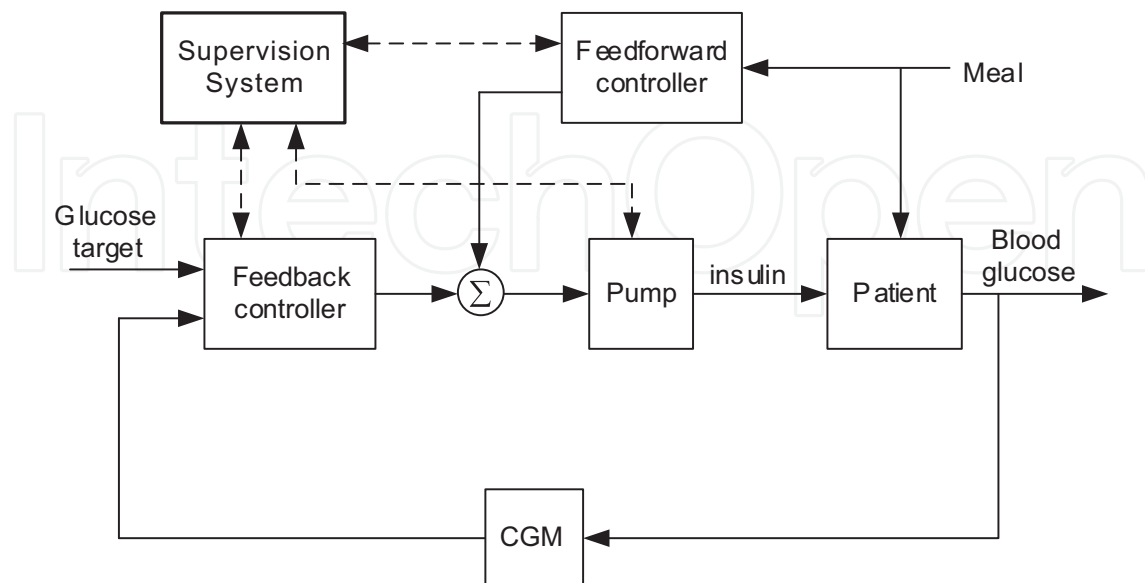 Supervision
System
Feedforward
controller
Meal
IntechOpen
Glucose
target
Feedback
controller
Σ
Pump
insulin
Patient
Blood
glucose
CGM